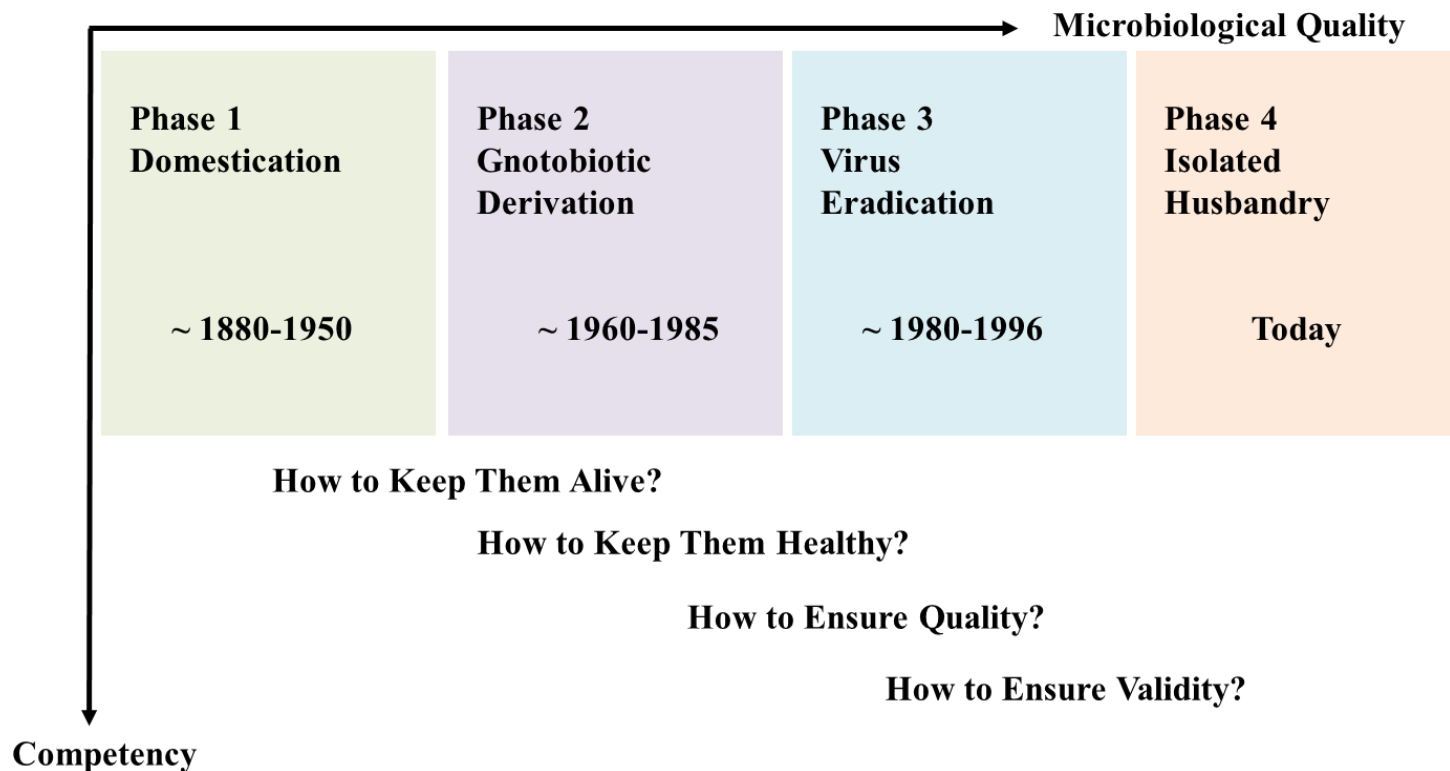 Microbiological Quality
Phase 1
Domestication
~ 1880-1950
Phase 2
Gnotobiotic
Derivation
~ 1960-1985
Phase 3
Virus
Eradication
~ 1980-1996
Phase 4
Isolated
Husbandry
Today
How to Keep Them Alive?
How to Keep Them Healthy?
How to Ensure Quality?
How to Ensure Validity?
Competency